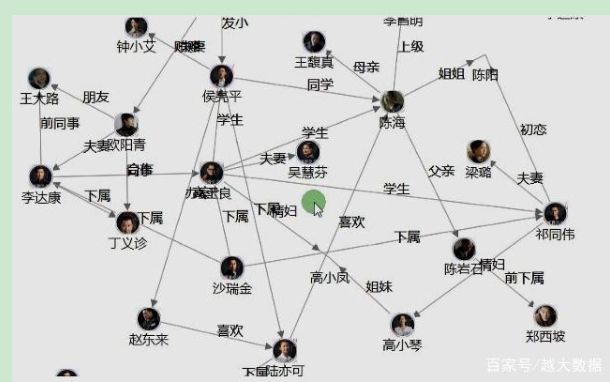 发小
李昌明
钟小艾
王馥真
上级
母亲
姐姐
陈阳
侯亮平
同学
王大路
朋友
陈海
前同事
欧阳青
学生
学生
初恋
夫妻
夫妻
吴慧芬
父亲
梁璐
夫妻
李达康
学生
下属
下属
下属
情妇
喜欢
祁同伟
丁义诊
下属
陈岩石
情妇
前下属
沙瑞金
高小凤
姐妹
赵东来
喜欢
高小琴
郑西坡
下属
陆亦可
百家号/越大数据